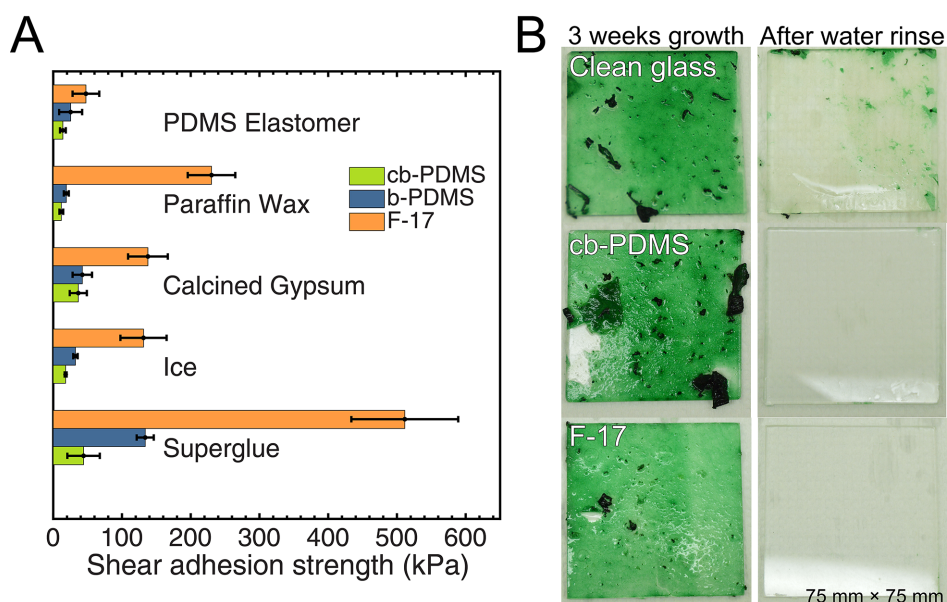 A
PDMS Elastomer
Paraffin Wax
cb-PDMS
b-PDMS
F-17
Calcined Gypsum
Ice
Superglue
0 100 200 300 400 500 600
Shear adhesion strength (kPa)
B
3 weeks growth After water rinse
Clean glass
cb-PDMS
F-17
75 mm × 75 mm